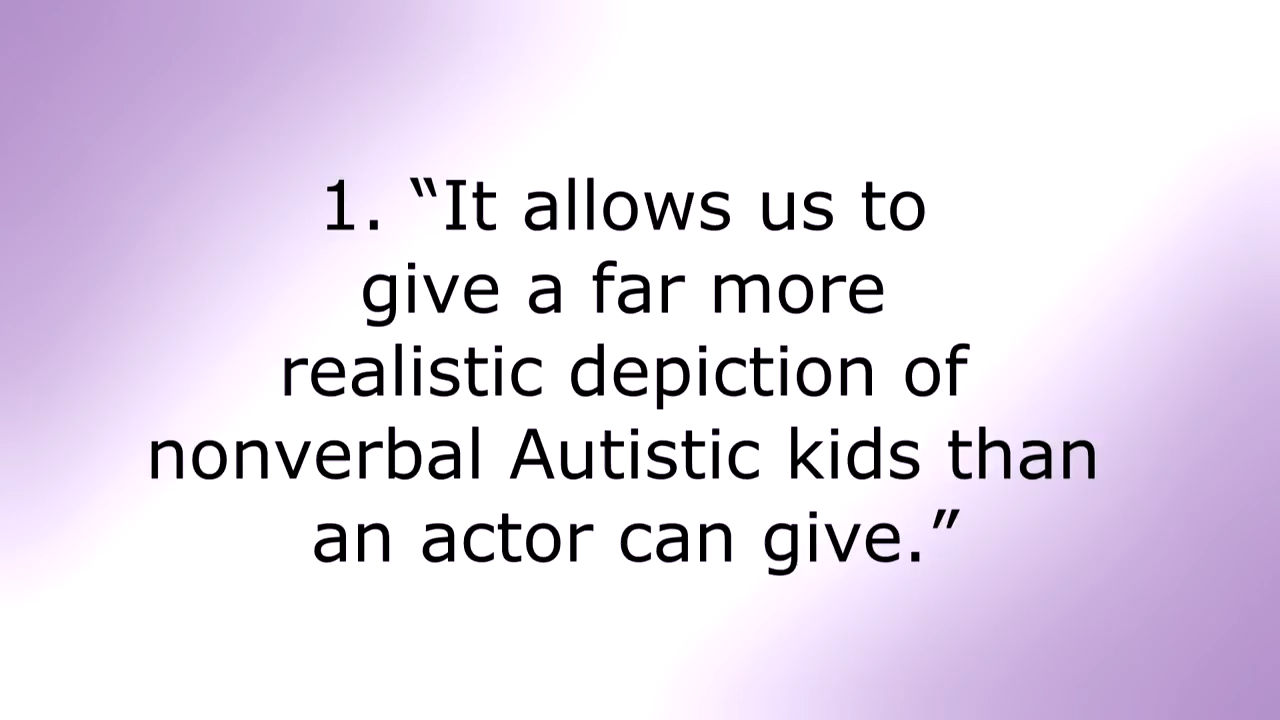 1. “It allows us to
give a far more
realistic depiction of
nonverbal Autistic kids than
an actor can give.”